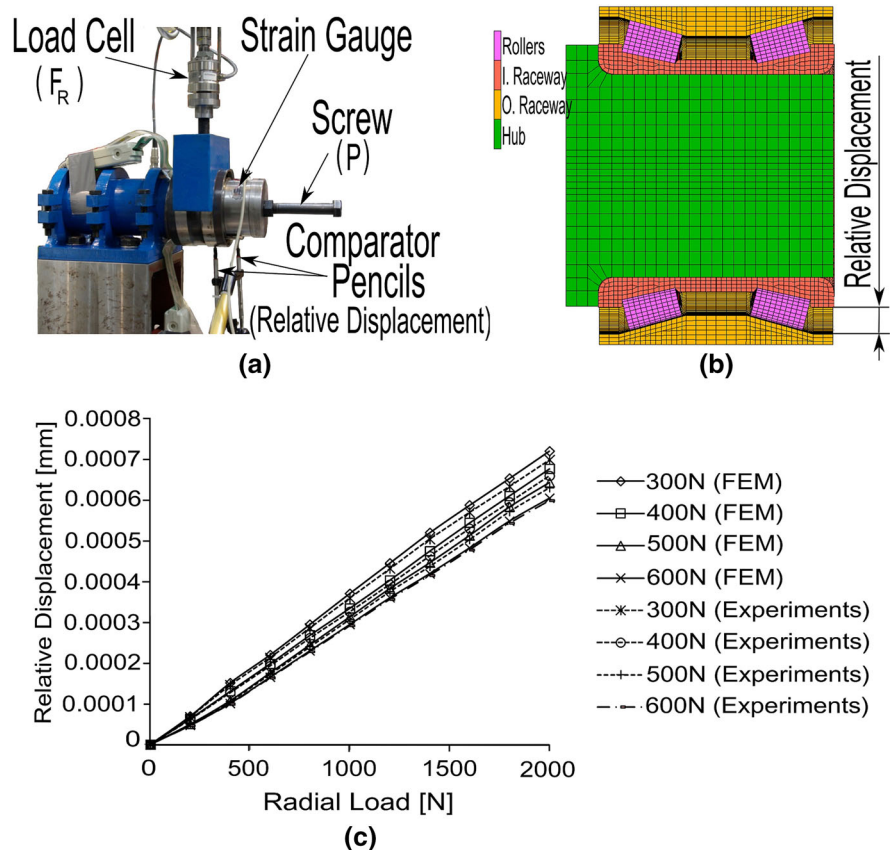 Load Cell
(F_R)
Strain Gauge
Screw
(P)
Comparator
Pencils
(Relative Displacement)
(a)
Rollers
I. Raceway
O. Raceway
Hub
Relative Displacement
(b)
Relative Displacement [mm]
0.0008
0.0007
0.0006
0.0005
0.0004
0.0003
0.0002
0.0001
0
0 500 1000 1500 2000
Radial Load [N]
300N (FEM)
400N (FEM)
500N (FEM)
600N (FEM)
300N (Experiments)
400N (Experiments)
500N (Experiments)
600N (Experiments)
(c)